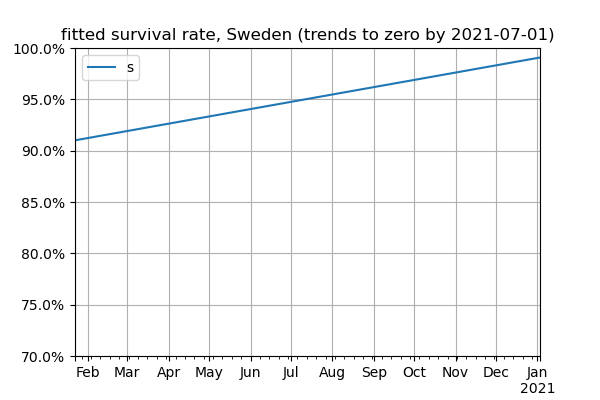 fitted survival rate, Sweden (trends to zero by 2021-07-01)
100.0%
s
95.0%
90.0%
85.0%
80.0%
75.0%
70.0%
Feb Mar Apr May Jun Jul Aug Sep Oct Nov Dec Jan
2021